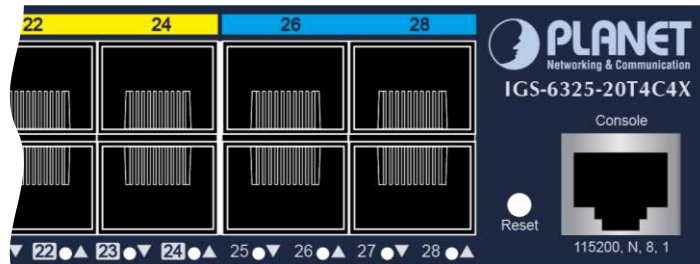 22 24 26 28
PLANET
Networking & Communication
IGS-6325-20T4C4X
Console
Reset
115200, N, 8, 1
▼ 22 ●▲ 23 ●▼ 24 ●▲ 25 ●▼ 26 ●▲ 27 ●▼ 28 ●▲